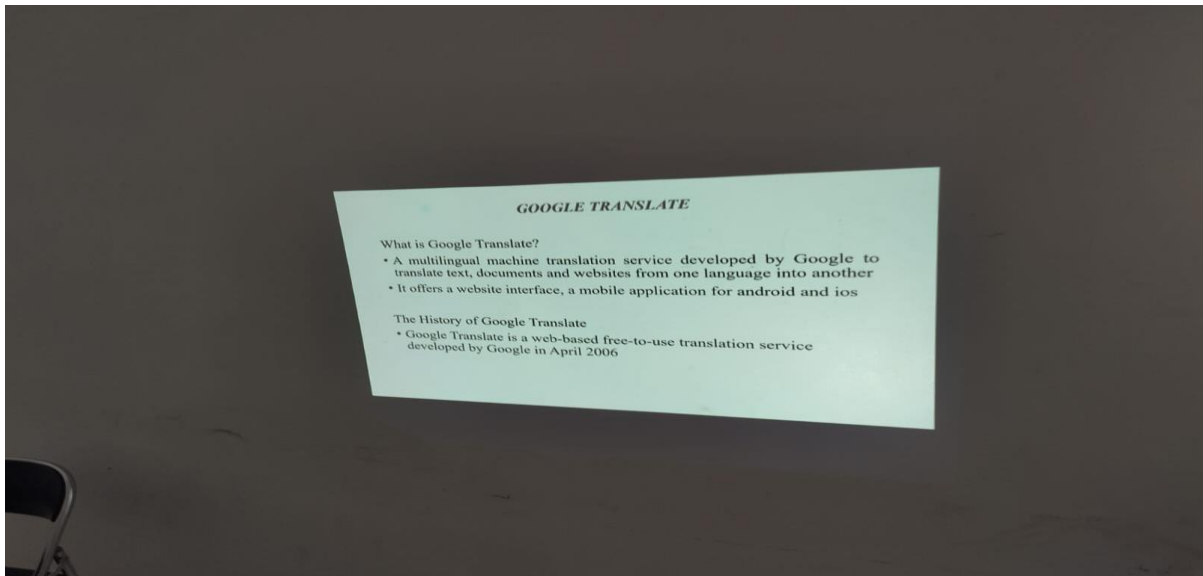 GOOGLE TRANSLATE
What is Google Translate?
• A multilingual machine translation service developed by Google to
translate text, documents and websites from one language into another
• It offers a website interface, a mobile application for android and ios
The History of Google Translate
• Google Translate is a web-based free-to-use translation service
developed by Google in April 2006